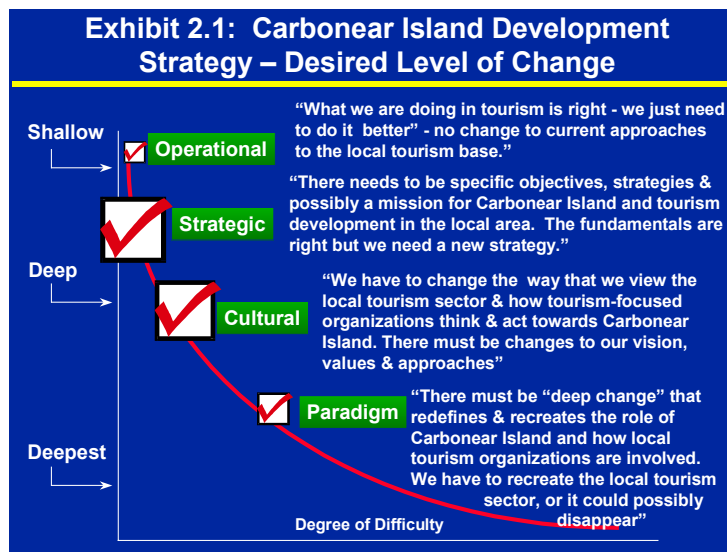 Exhibit 2.1: Carbonear Island Development
Strategy – Desired Level of Change
Shallow
Operational
“What we are doing in tourism is right - we just need
to do it better” - no change to current approaches
to the local tourism base.”
Strategic
“There needs to be specific objectives, strategies &
possibly a mission for Carbonear Island and tourism
development in the local area. The fundamentals are
right but we need a new strategy.”
Deep
Cultural
“We have to change the way that we view the
local tourism sector & how tourism-focused
organizations think & act towards Carbonear
Island. There must be changes to our vision,
values & approaches”
Paradigm
“There must be “deep change” that
redefines & recreates the role of
Carbonear Island and how local
tourism organizations are involved.
We have to recreate the local tourism
sector, or it could possibly
disappear”
Deepest
Degree of Difficulty